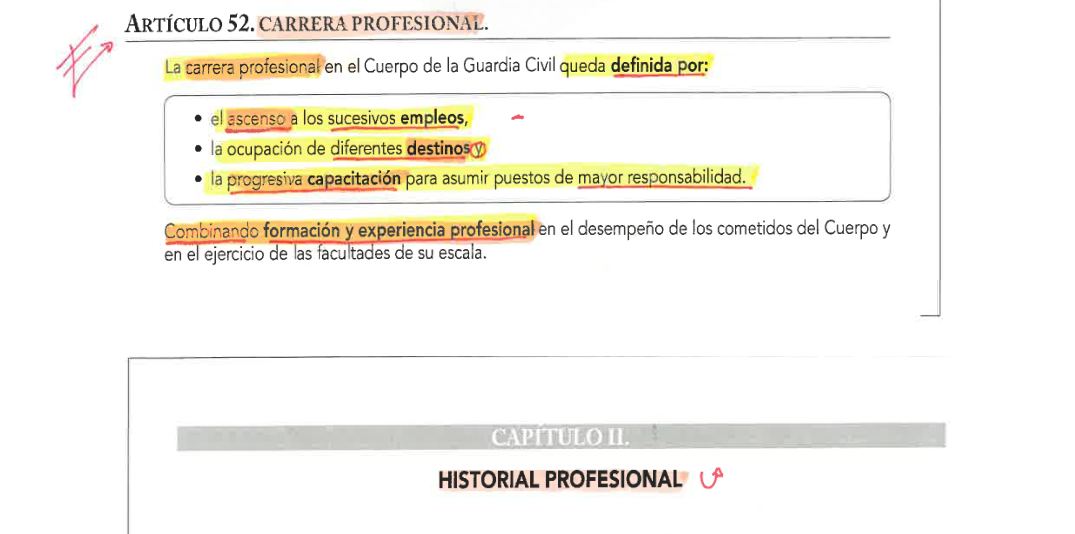 ARTÍCULO 52. CARRERA PROFESIONAL.
La carrera profesional en el Cuerpo de la Guardia Civil queda definida por:
• el ascenso a los sucesivos empleos,
• la ocupación de diferentes destinos y
• la progresiva capacitación para asumir puestos de mayor responsabilidad.
Combinando formación y experiencia profesional en el desempeño de los cometidos del Cuerpo y
en el ejercicio de las facultades de su escala.
CAPÍTULO II.
HISTORIAL PROFESIONAL